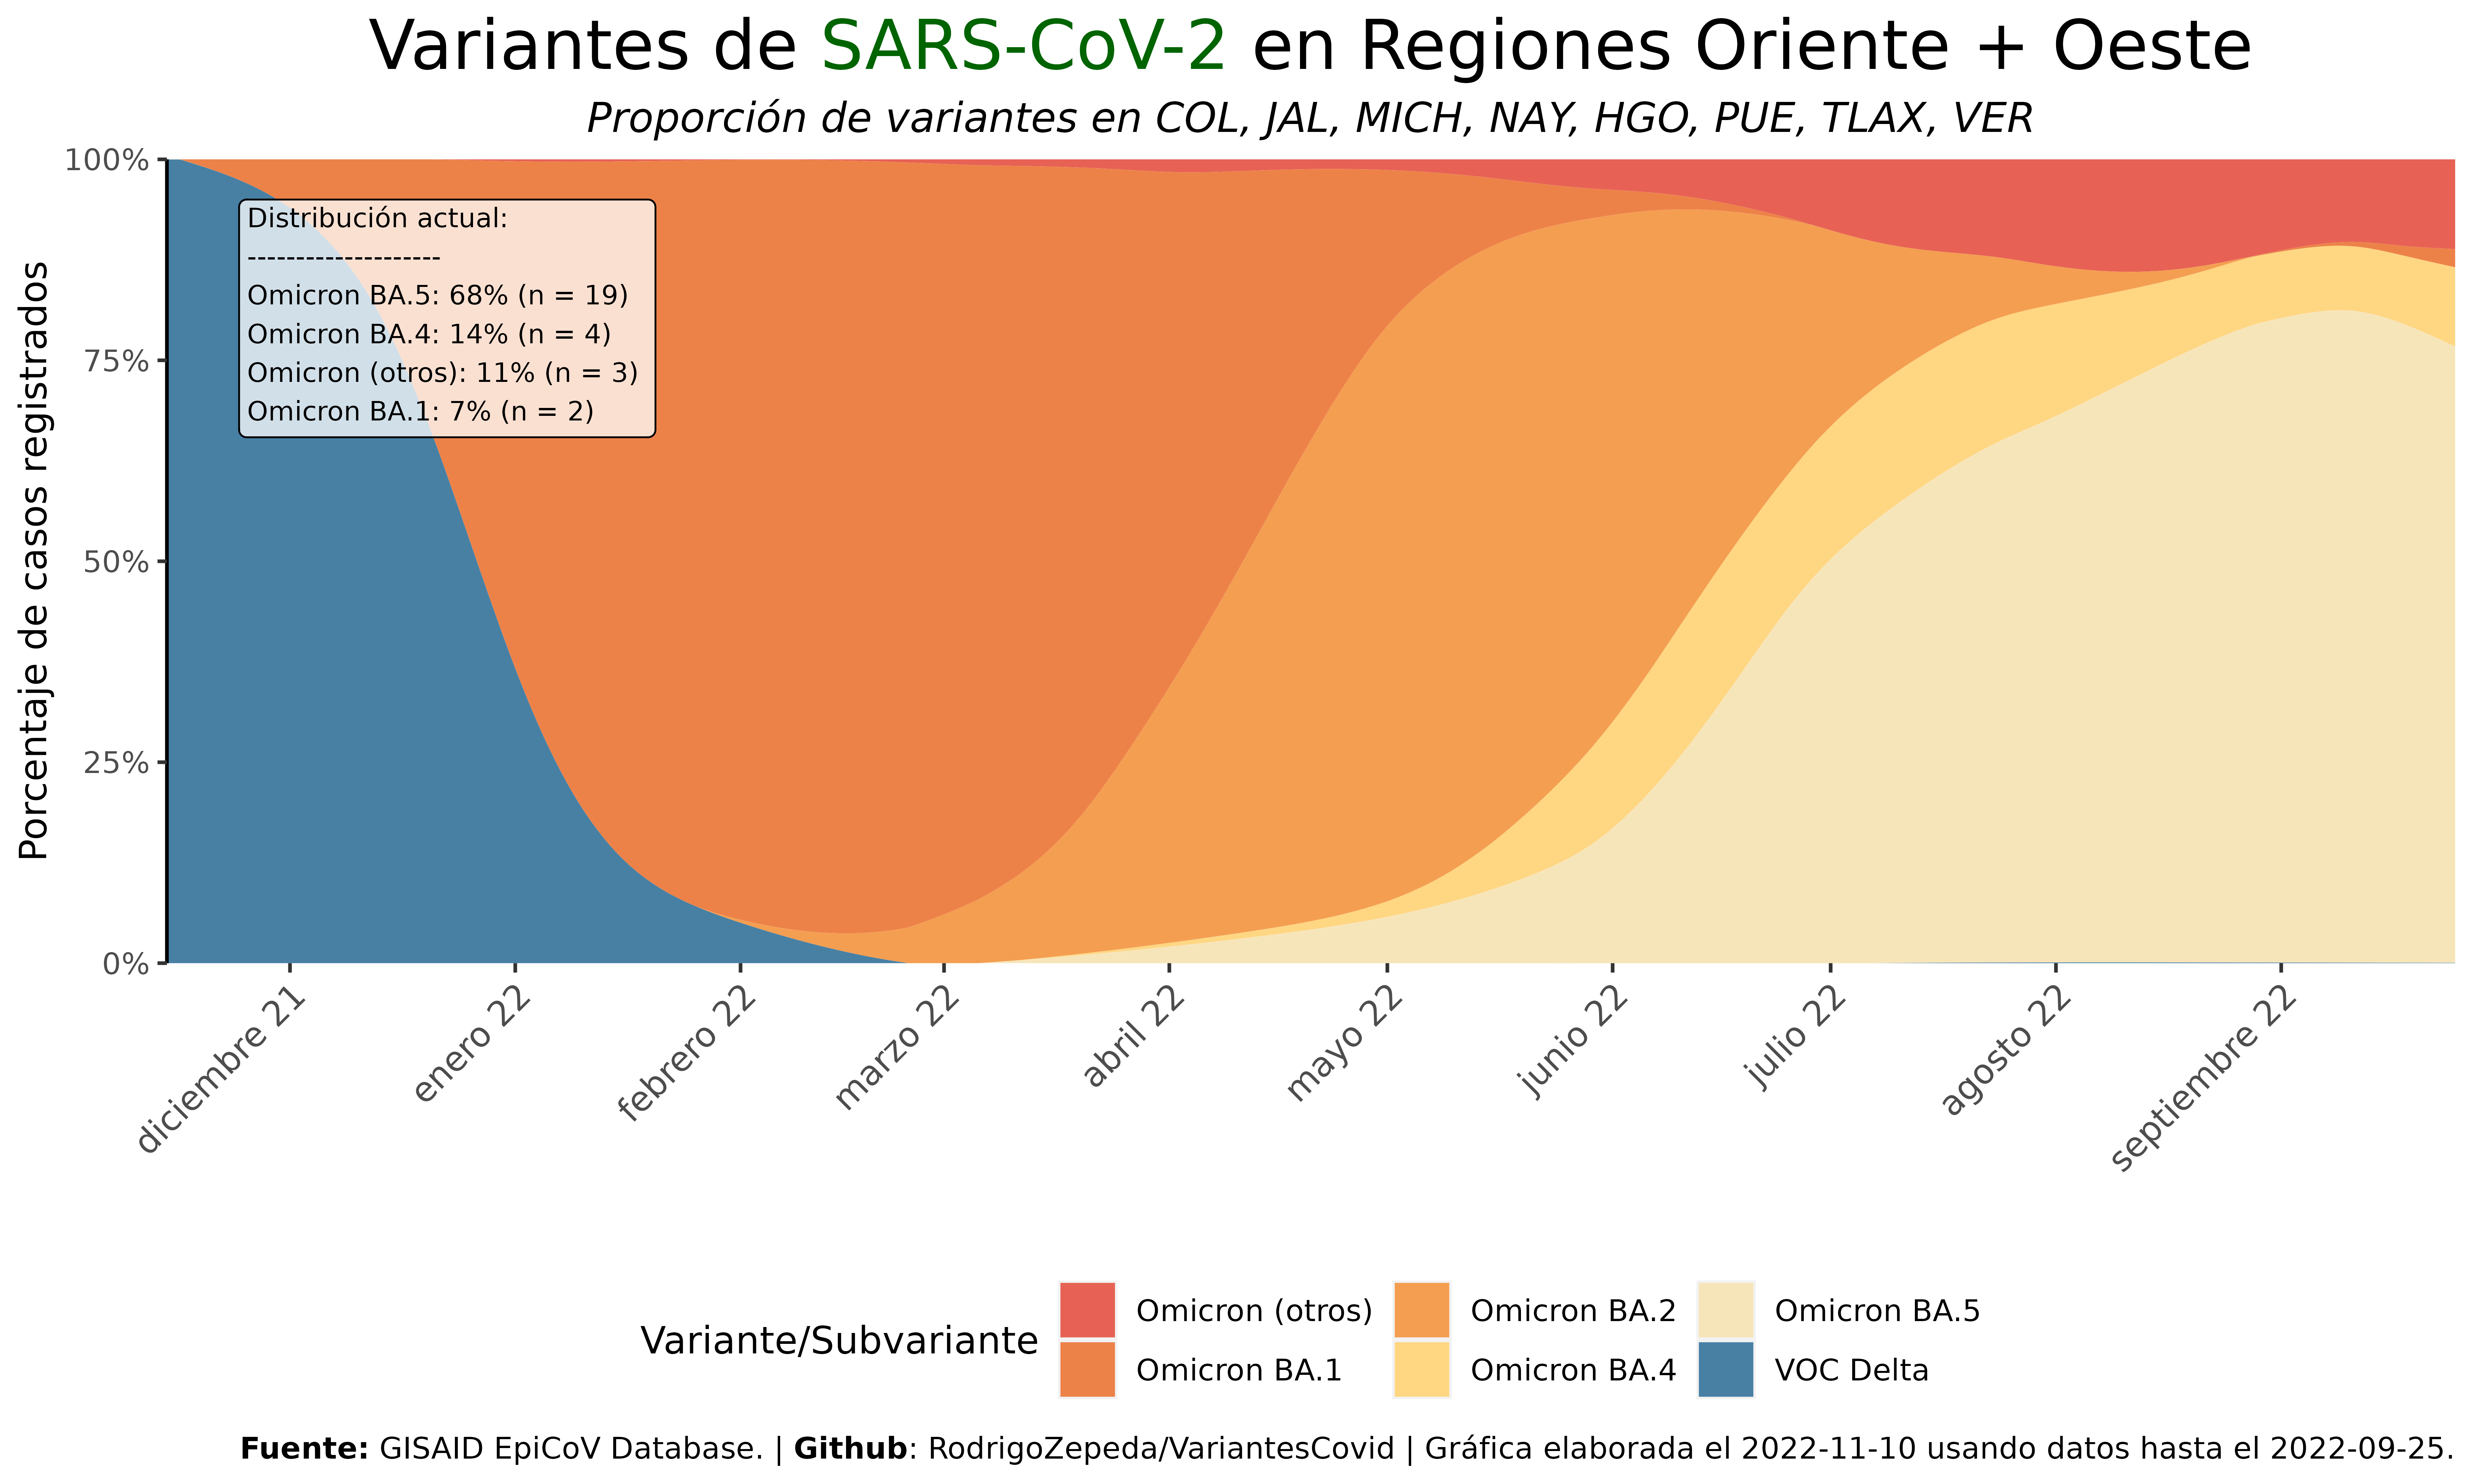 Variantes de SARS-CoV-2 en Regiones Oriente + Oeste
Proporción de variantes en COL, JAL, MICH, NAY, HGO, PUE, TLAX, VER
Porcentaje de casos registrados
100%
75%
50%
25%
0%
Distribución actual:
--------------------
Omicron BA.5: 68% (n = 19)
Omicron BA.4: 14% (n = 4)
Omicron (otros): 11% (n = 3)
Omicron BA.1: 7% (n = 2)
diciembre 21
enero 22
febrero 22
marzo 22
abril 22
mayo 22
junio 22
julio 22
agosto 22
septiembre 22
Variante/Subvariante
Omicron (otros)
Omicron BA.1
Omicron BA.2
Omicron BA.4
Omicron BA.5
VOC Delta
Fuente: GISAID EpiCoV Database. | Github: RodrigoZepeda/VariantesCovid | Gráfica elaborada el 2022-11-10 usando datos hasta el 2022-09-25.